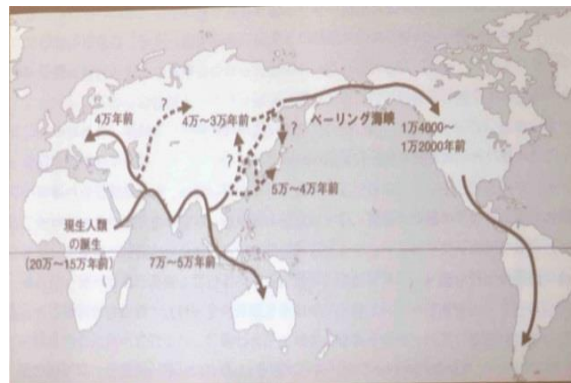 4万年前
?
4万~3万年前
ベーリング海峡
1万4000~
1万2000年前
?
?
5万~4万年前
現生人類
の誕生
(20万~15万年前)
7万~5万年前